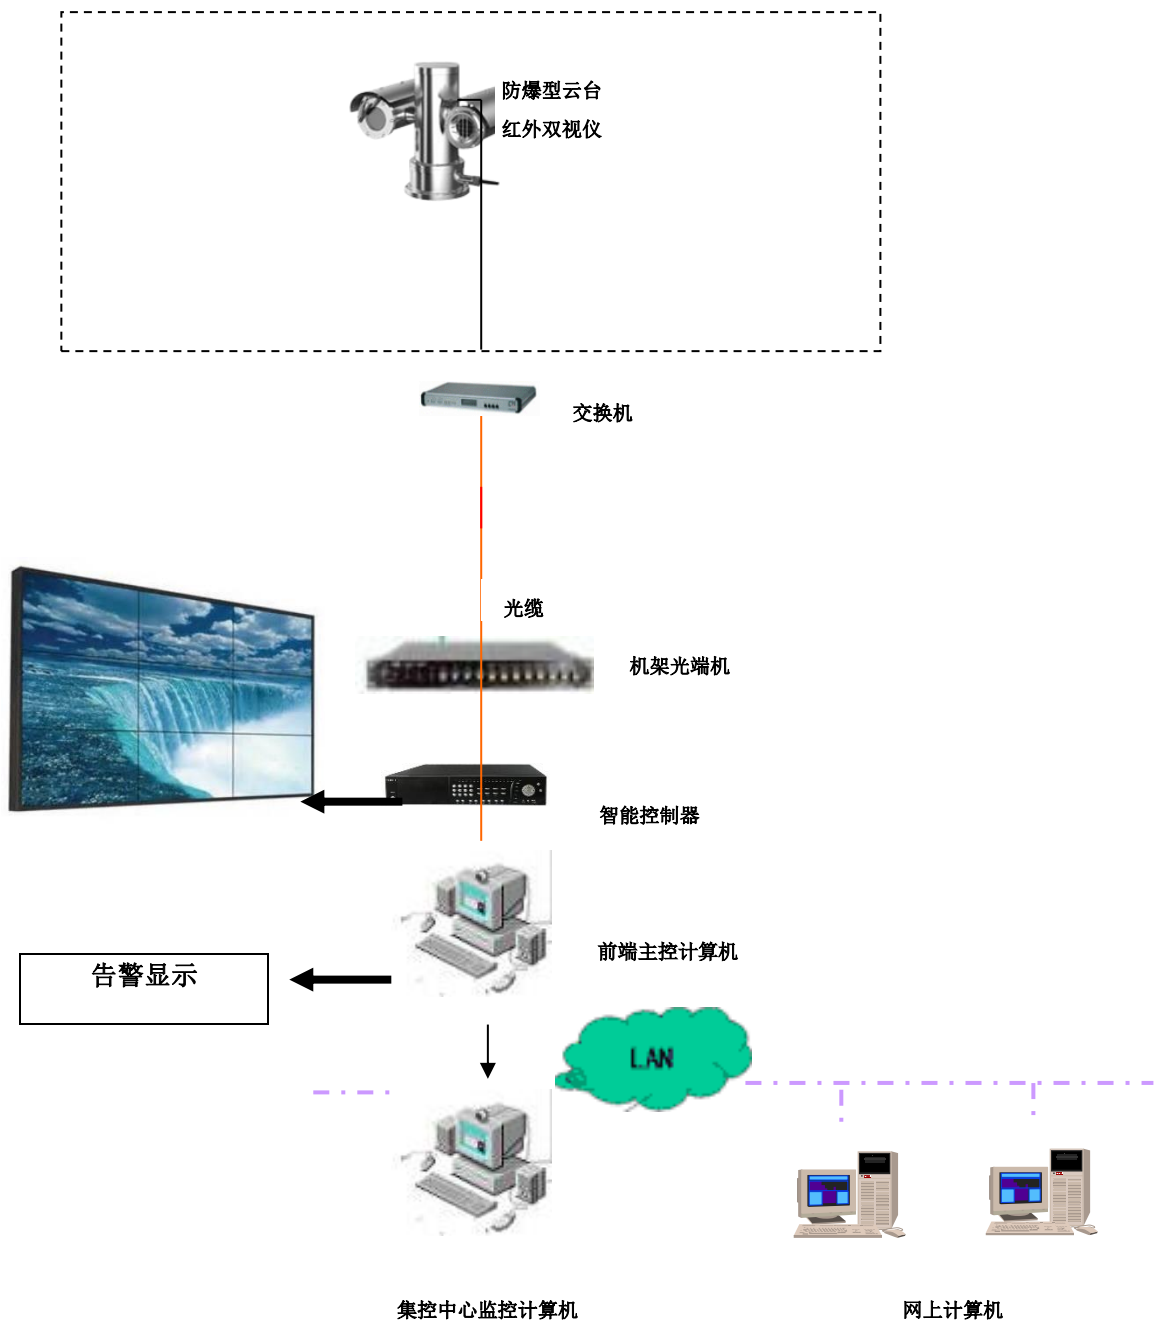 防爆型云台
红外双视仪
交换机
光缆
机架光端机
智能控制器
前端主控计算机
告警显示
LAN
集控中心监控计算机
网上计算机